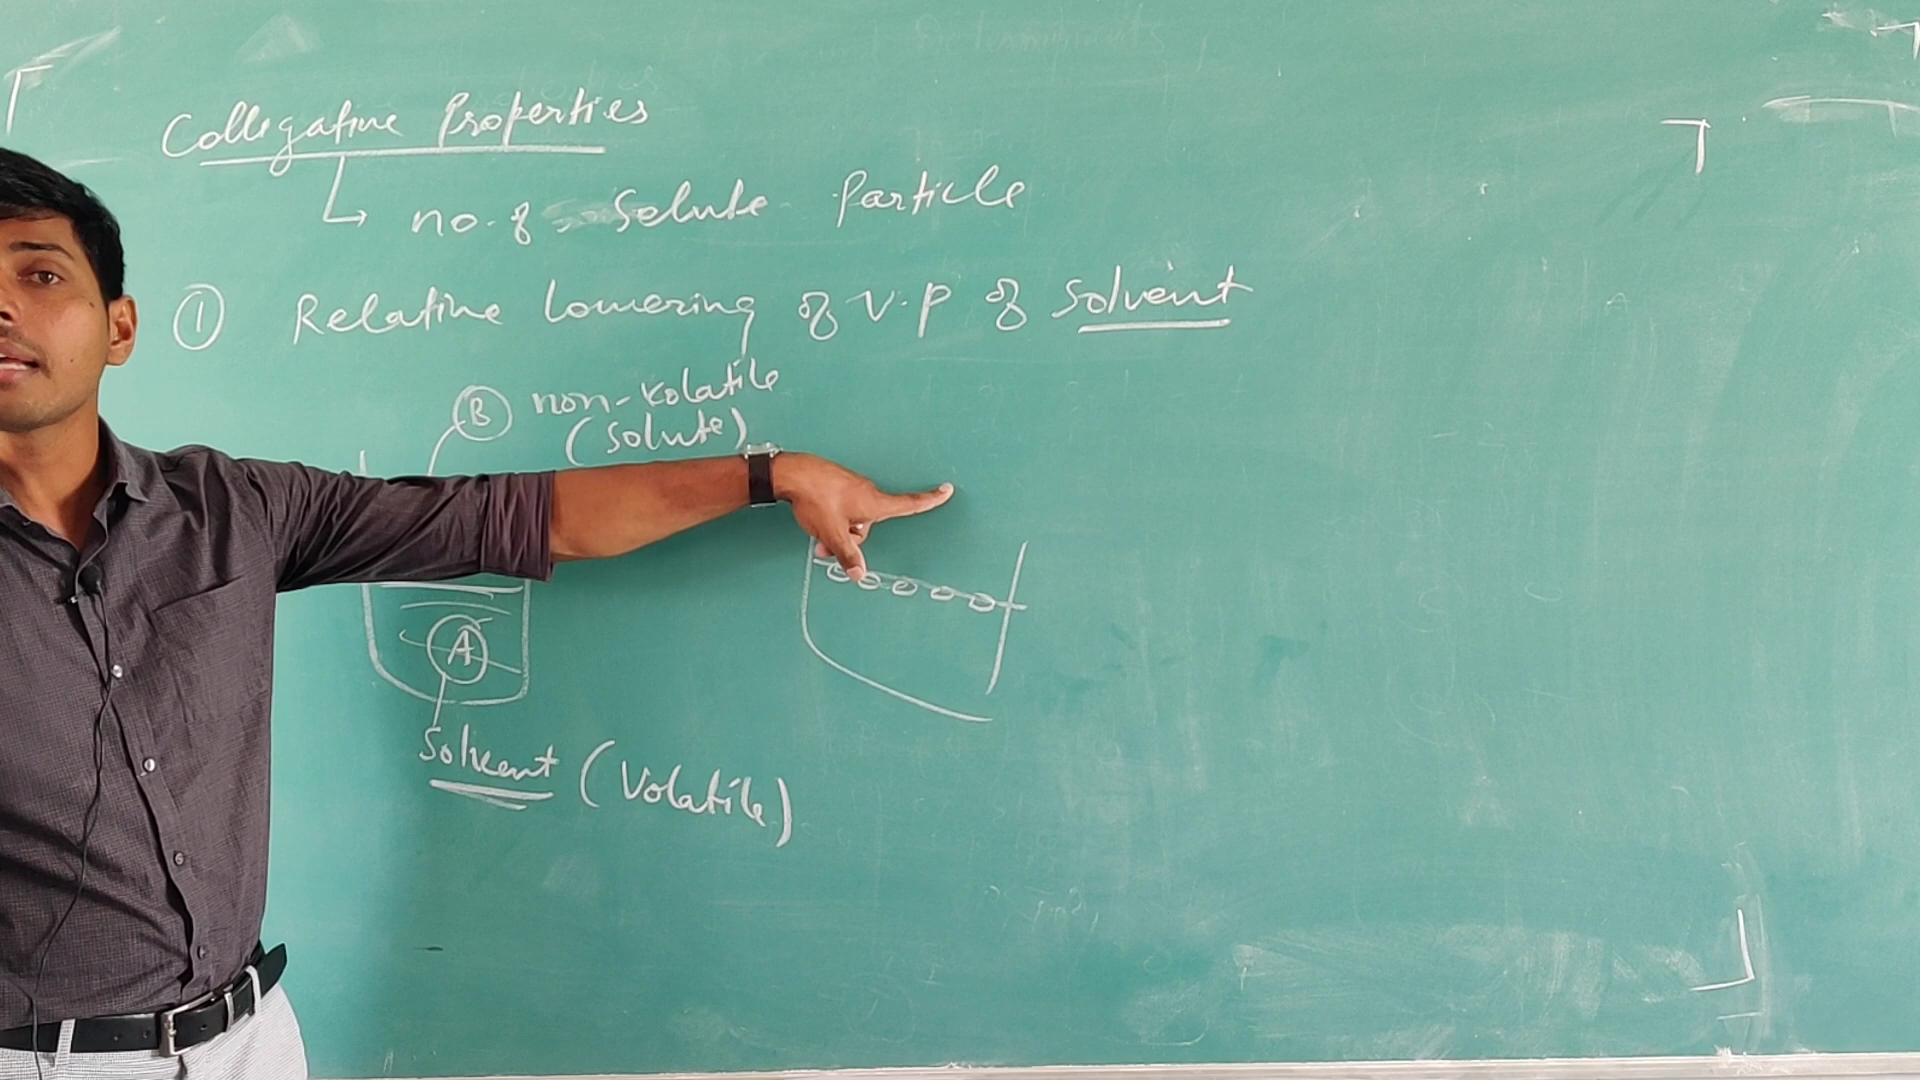 Colligative Properties
no. of Solute Particle
① Relative Lowering of V.P of Solvent
B non-volatile
(Solute)
A
Solvent (Volatile)